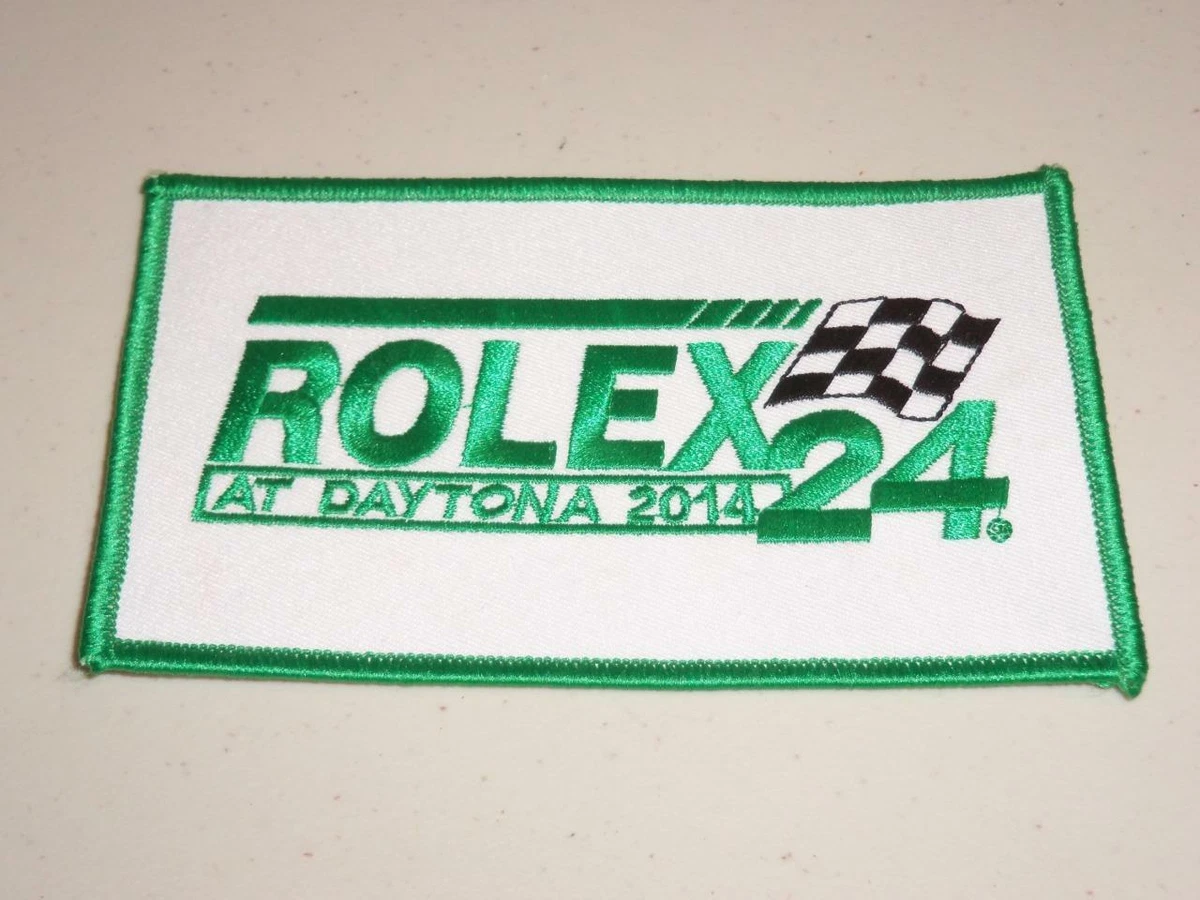 ROLEX 24®
AT DAYTONA 2014